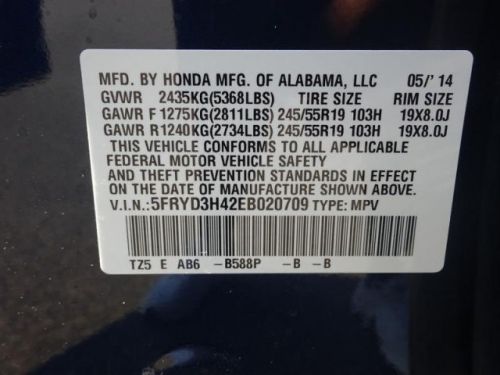 MFD. BY HONDA MFG. OF ALABAMA, LLC 05/' 14
GVWR 2435KG(5368LBS) TIRE SIZE RIM SIZE
GAWR F 1275KG(2811LBS) 245/55R19 103H 19X8.0J
GAWR R1240KG(2734LBS) 245/55R19 103H 19X8.0J
THIS VEHICLE CONFORMS TO ALL APPLICABLE
FEDERAL MOTOR VEHICLE SAFETY
AND THEFT PREVENTION STANDARDS IN EFFECT
ON THE DATE OF MANUFACTURE SHOWN ABOVE.
V.I.N.:5FRYD3H42EB020709 TYPE: MPV
TZ5 E AB6 -B588P -B -B